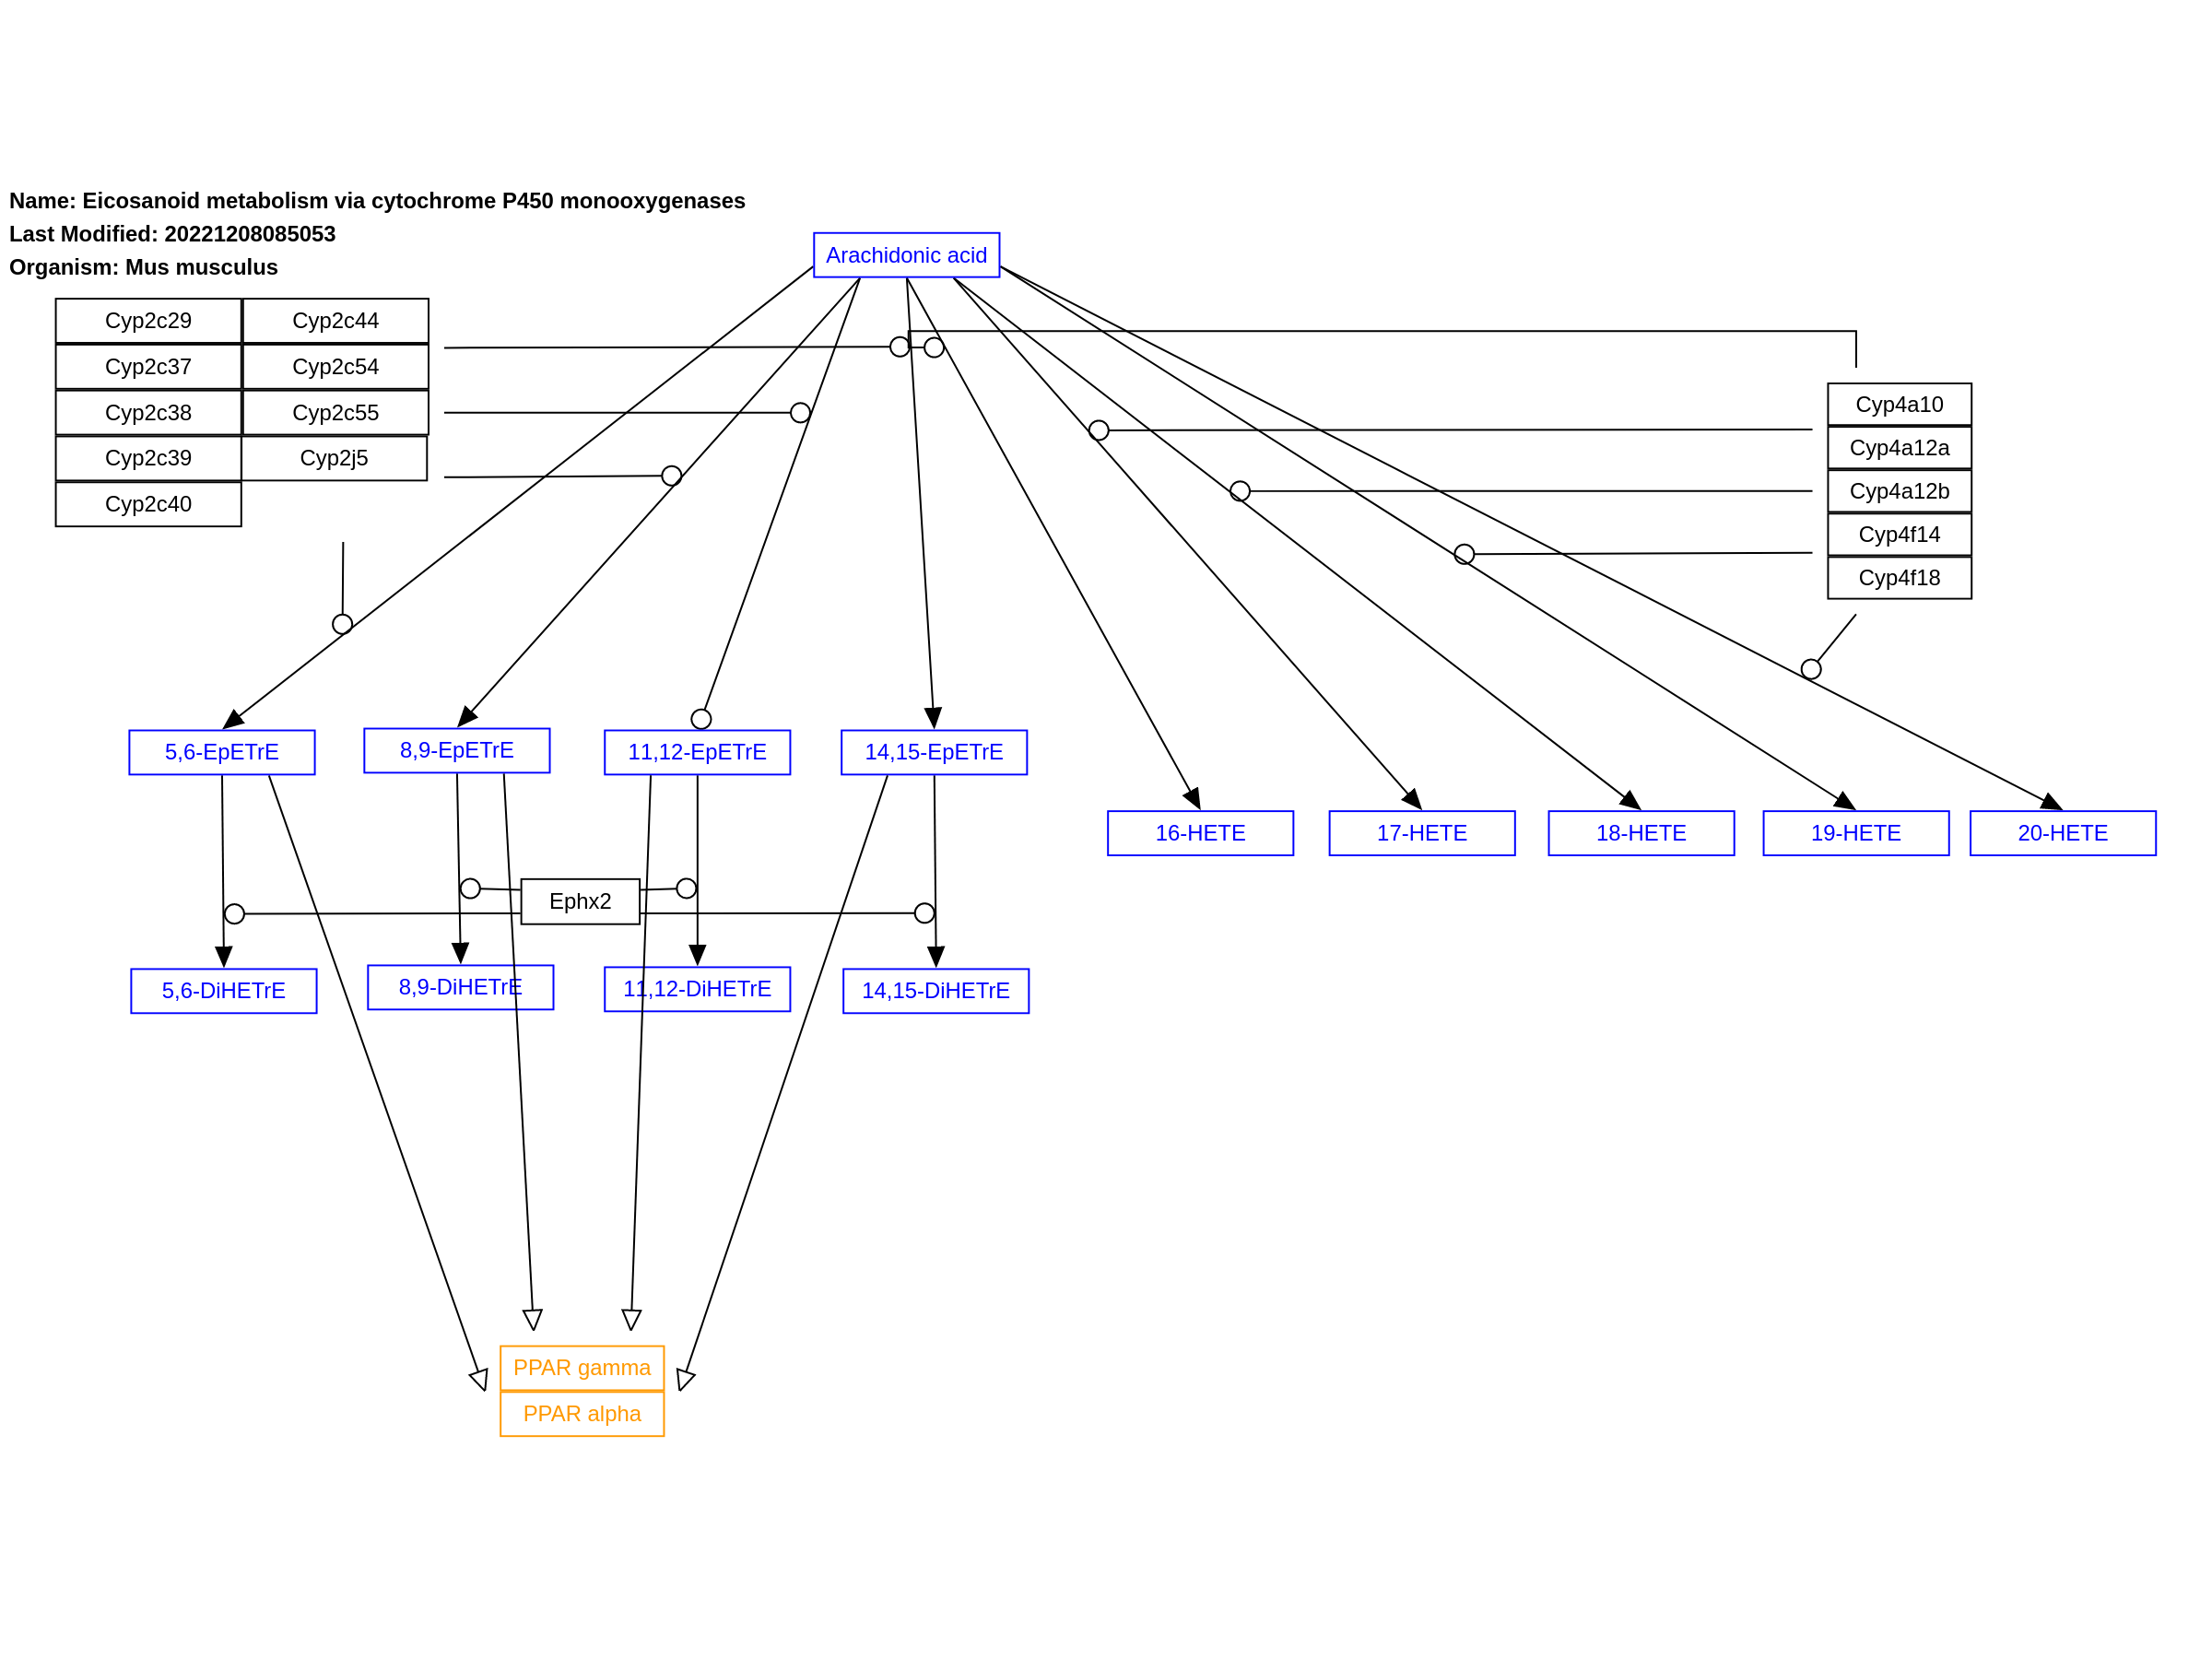 Name: Eicosanoid metabolism via cytochrome P450 monooxygenases
Last Modified: 20221208085053
Organism: Mus musculus
Arachidonic acid
Cyp2c29 Cyp2c44
Cyp2c37 Cyp2c54
Cyp2c38 Cyp2c55
Cyp2c39 Cyp2j5
Cyp2c40
Cyp4a10
Cyp4a12a
Cyp4a12b
Cyp4f14
Cyp4f18
5,6-EpETrE 8,9-EpETrE 11,12-EpETrE 14,15-EpETrE
16-HETE 17-HETE 18-HETE 19-HETE 20-HETE
Ephx2
5,6-DiHETrE 8,9-DiHETrE 11,12-DiHETrE 14,15-DiHETrE
PPAR gamma
PPAR alpha